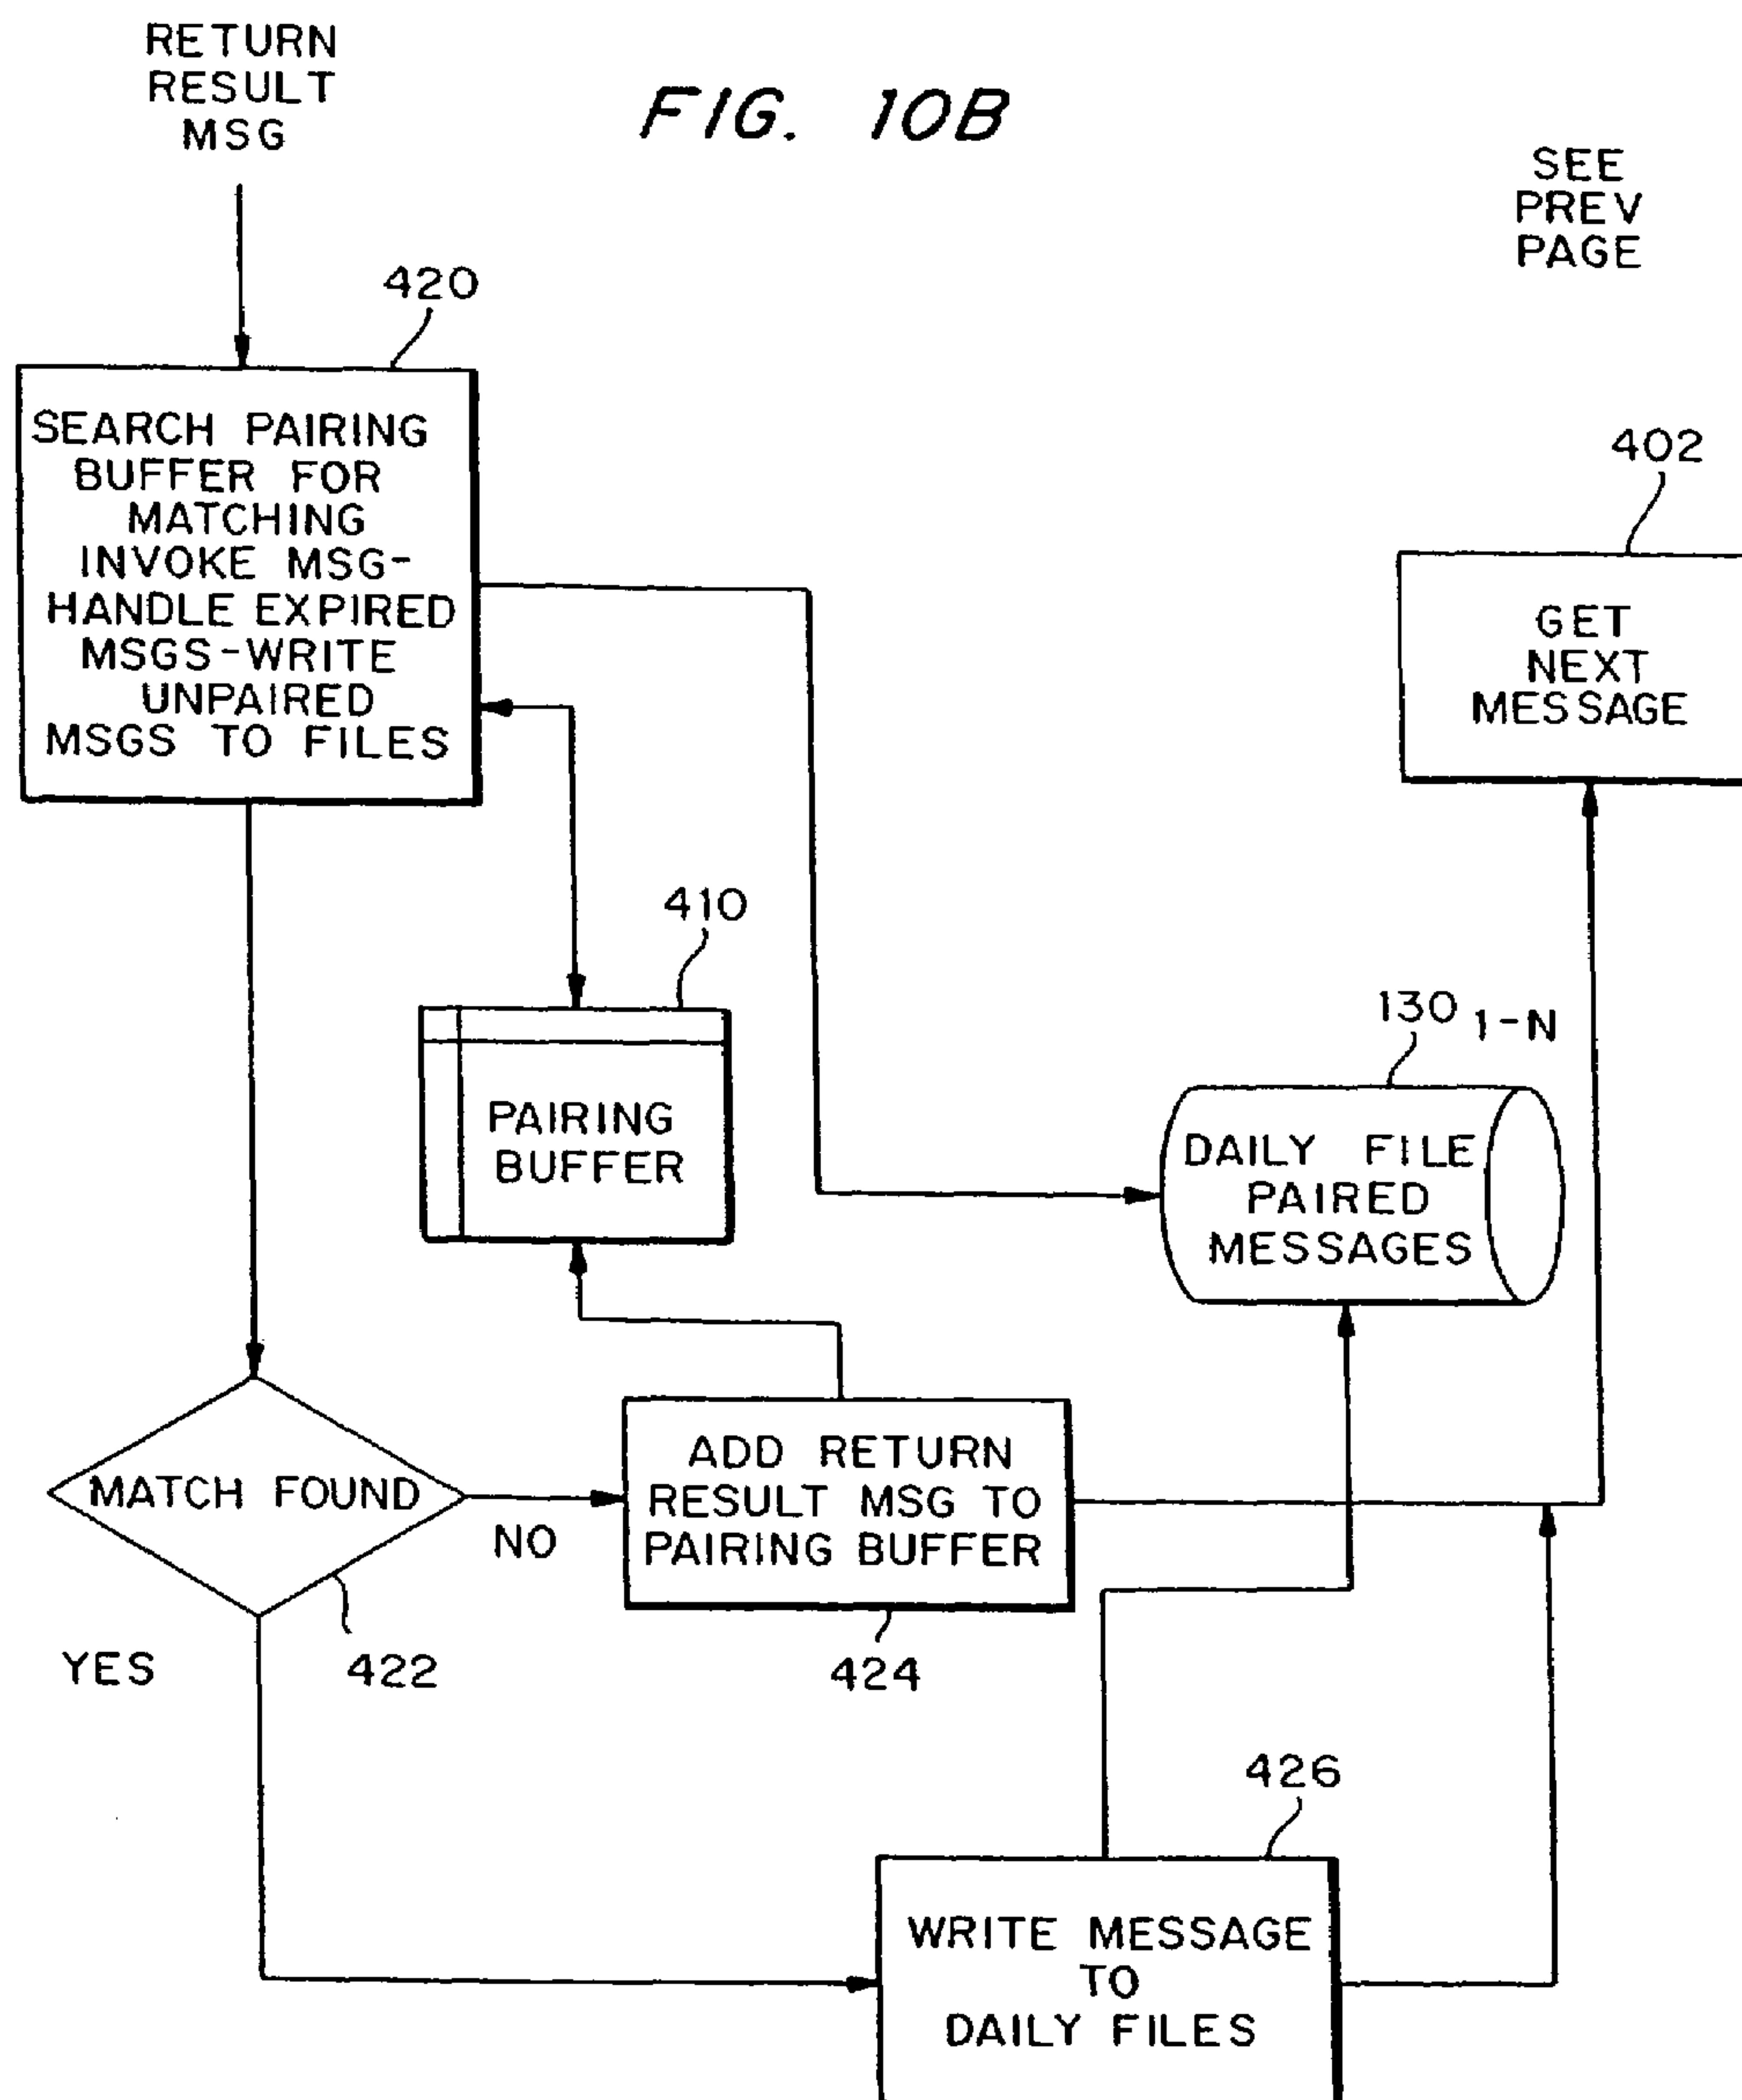 RETURN
RESULT
MSG
FIG. 10B
SEE
PREV
PAGE
420
SEARCH PAIRING
BUFFER FOR
MATCHING
INVOKE MSG-
HANDLE EXPIRED
MSGS-WRITE
UNPAIRED
MSGS TO FILES
402
GET
NEXT
MESSAGE
410
PAIRING
BUFFER
130 1-N
DAILY FILE
PAIRED
MESSAGES
MATCH FOUND
NO
ADD RETURN
RESULT MSG TO
PAIRING BUFFER
YES
422
424
426
WRITE MESSAGE
TO
DAILY FILES